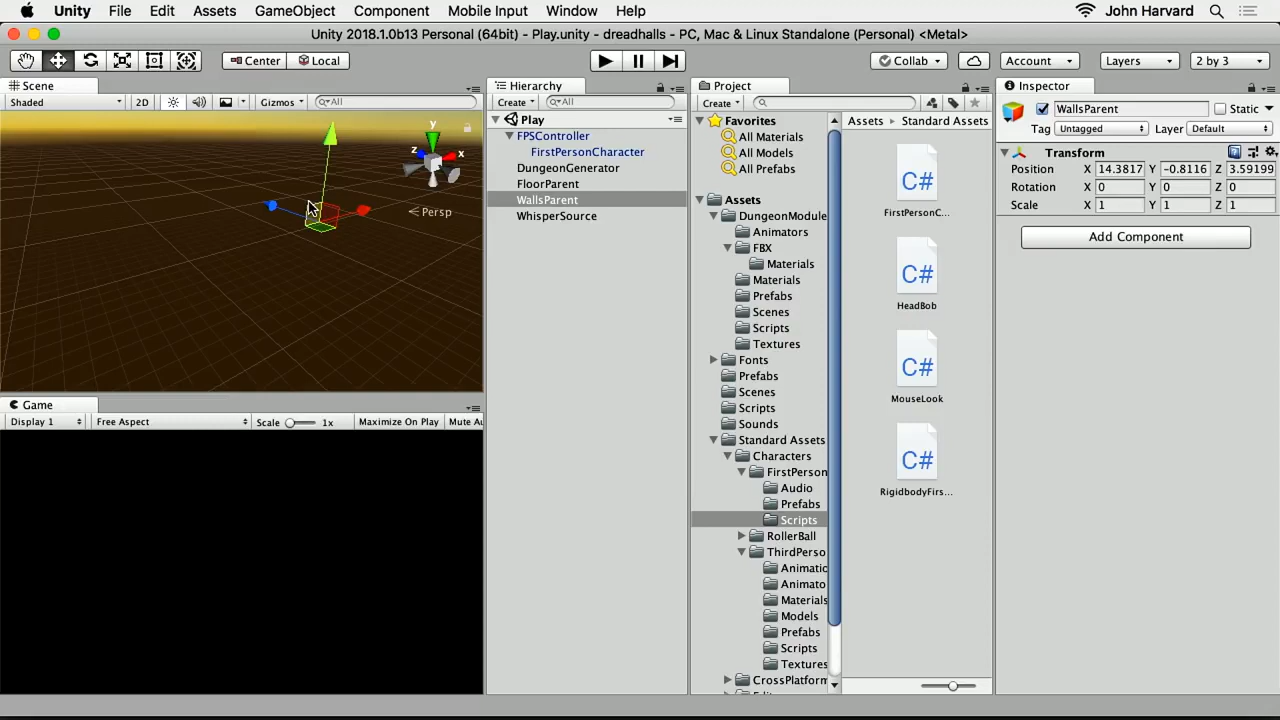 Unity File Edit Assets GameObject Component Mobile Input Window Help John Harvard
Unity 2018.1.0b13 Personal (64bit) - Play.unity - dreadhalls - PC, Mac & Linux Standalone (Personal) <Metal>
Center Local Collab Account Layers 2 by 3
Scene
Shaded 2D Gizmos All
y
z x
Persp
Game
Display 1 Free Aspect Scale 1x Maximize On Play Mute Au
Hierarchy
Create All
Play
FPSController
FirstPersonCharacter
DungeonGenerator
FloorParent
WallsParent
WhisperSource
Project
Create
Favorites
All Materials
All Models
All Prefabs
Assets
DungeonModule
Animators
FBX
Materials
Materials
Prefabs
Scenes
Scripts
Textures
Fonts
Prefabs
Scenes
Scripts
Sounds
Standard Assets
Characters
FirstPerson
Audio
Prefabs
Scripts
RollerBall
ThirdPerso
Animatic
Animato
Materials
Models
Prefabs
Scripts
Textures
CrossPlatform
Assets Standard Assets
C#
FirstPersonC...
C#
HeadBob
C#
MouseLook
C#
RigidbodyFirs...
Inspector
WallsParent Static
Tag Untagged Layer Default
Transform
Position X 14.3817 Y -0.8116 Z 3.59199
Rotation X 0 Y 0 Z 0
Scale X 1 Y 1 Z 1
Add Component